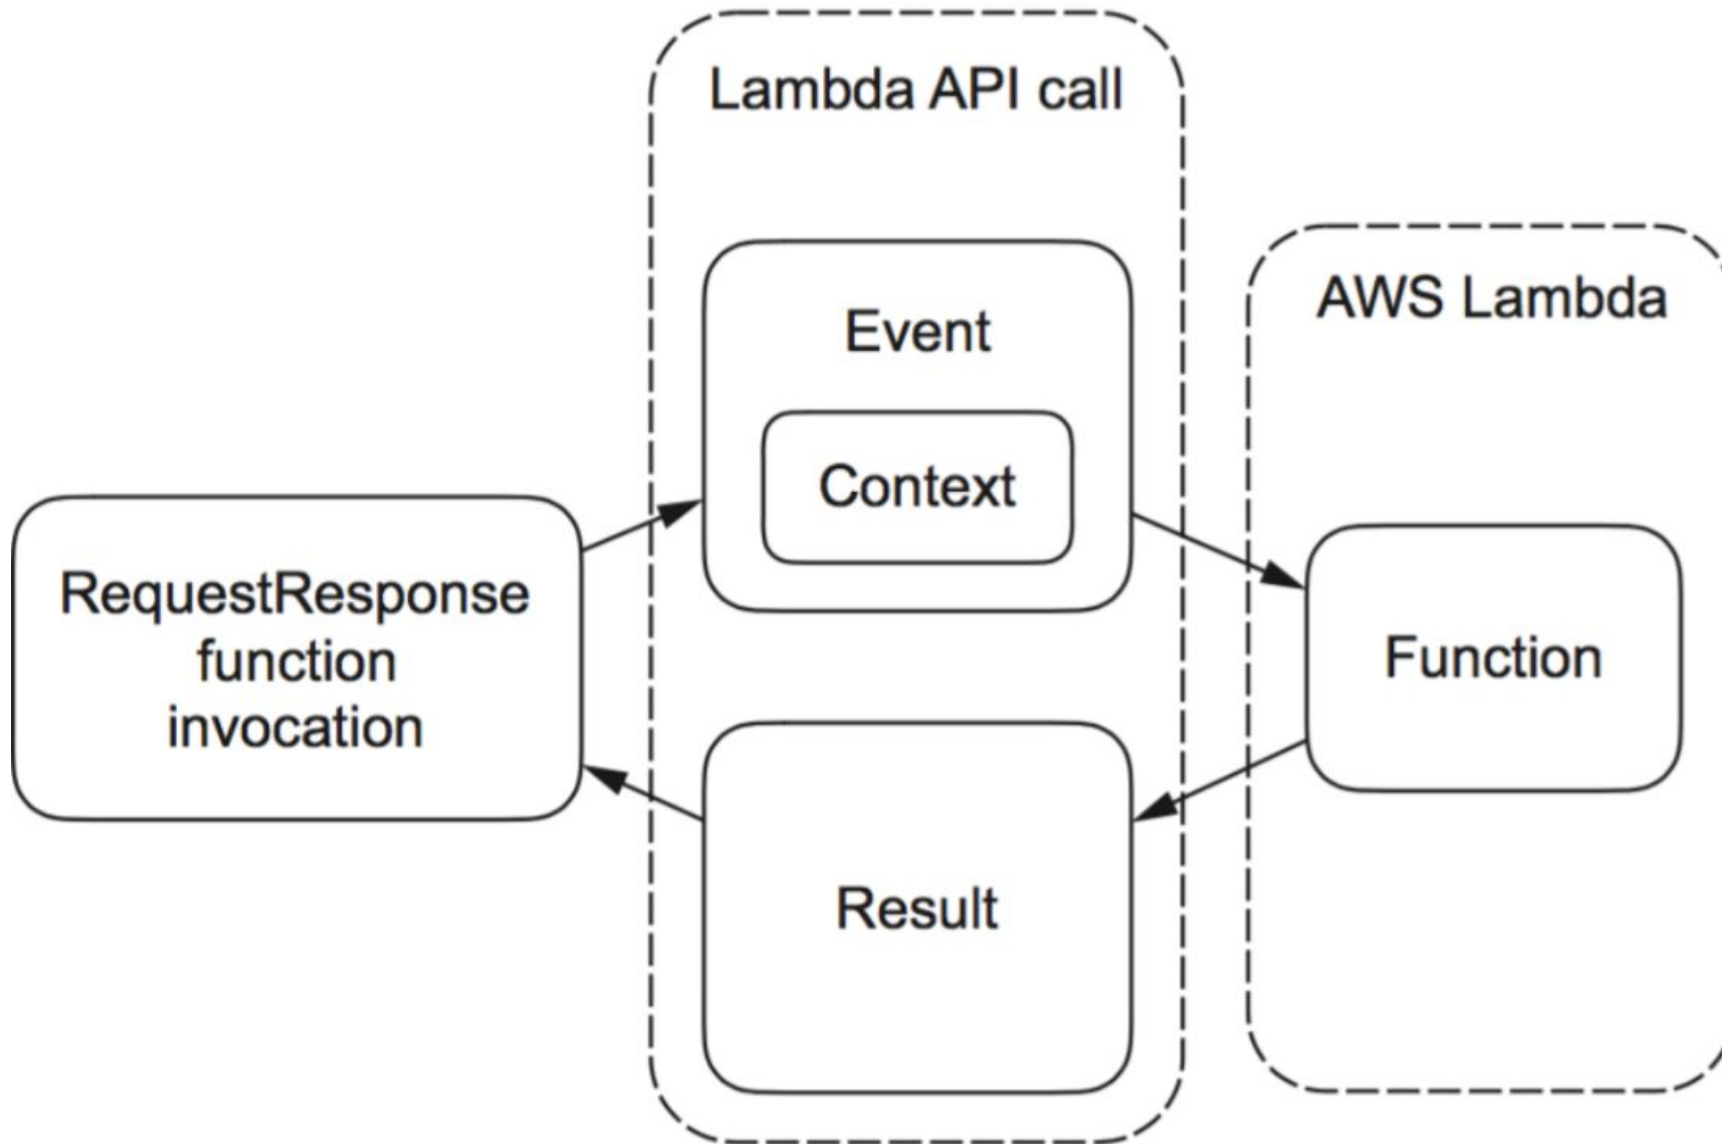 Lambda API call
Event
Context
AWS Lambda
RequestResponse
function
invocation
Function
Result